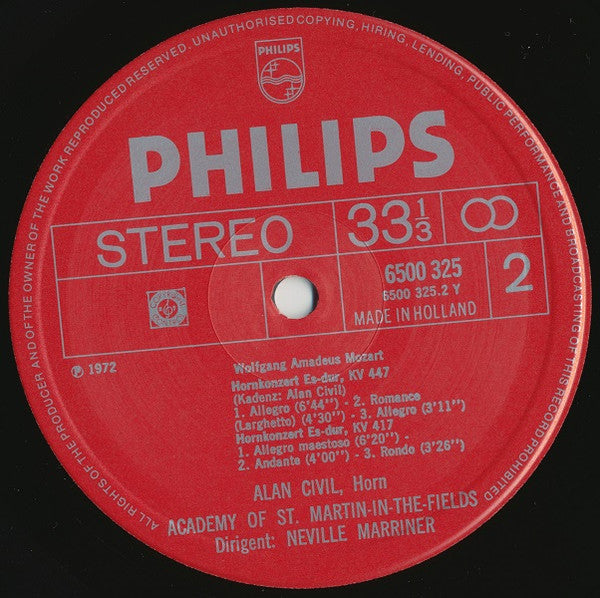 ALL RIGHTS OF THE PRODUCER AND OF THE OWNER OF THE WORK REPRODUCED RESERVED. UNAUTHORISED COPYING, HIRING, LENDING, PUBLIC PERFORMANCE AND BROADCASTING OF THIS RECORD PROHIBITED
PHILIPS
PHILIPS
STEREO 33 1/3
6500 325
6500 325.2 Y
2
MADE IN HOLLAND
℗ 1972
Wolfgang Amadeus Mozart
Hornkonzert Es-dur, KV 447
(Kadenz: Alan Civil)
1. Allegro (6'44'') - 2. Romance
(Larghetto) (4'30'') - 3. Allegro (3'11'')
Hornkonzert Es-dur, KV 417
1. Allegro maestoso (6'20'') -
2. Andante (4'00'') - 3. Rondo (3'26'')
ALAN CIVIL, Horn
ACADEMY OF ST. MARTIN-IN-THE-FIELDS
Dirigent: NEVILLE MARRINER